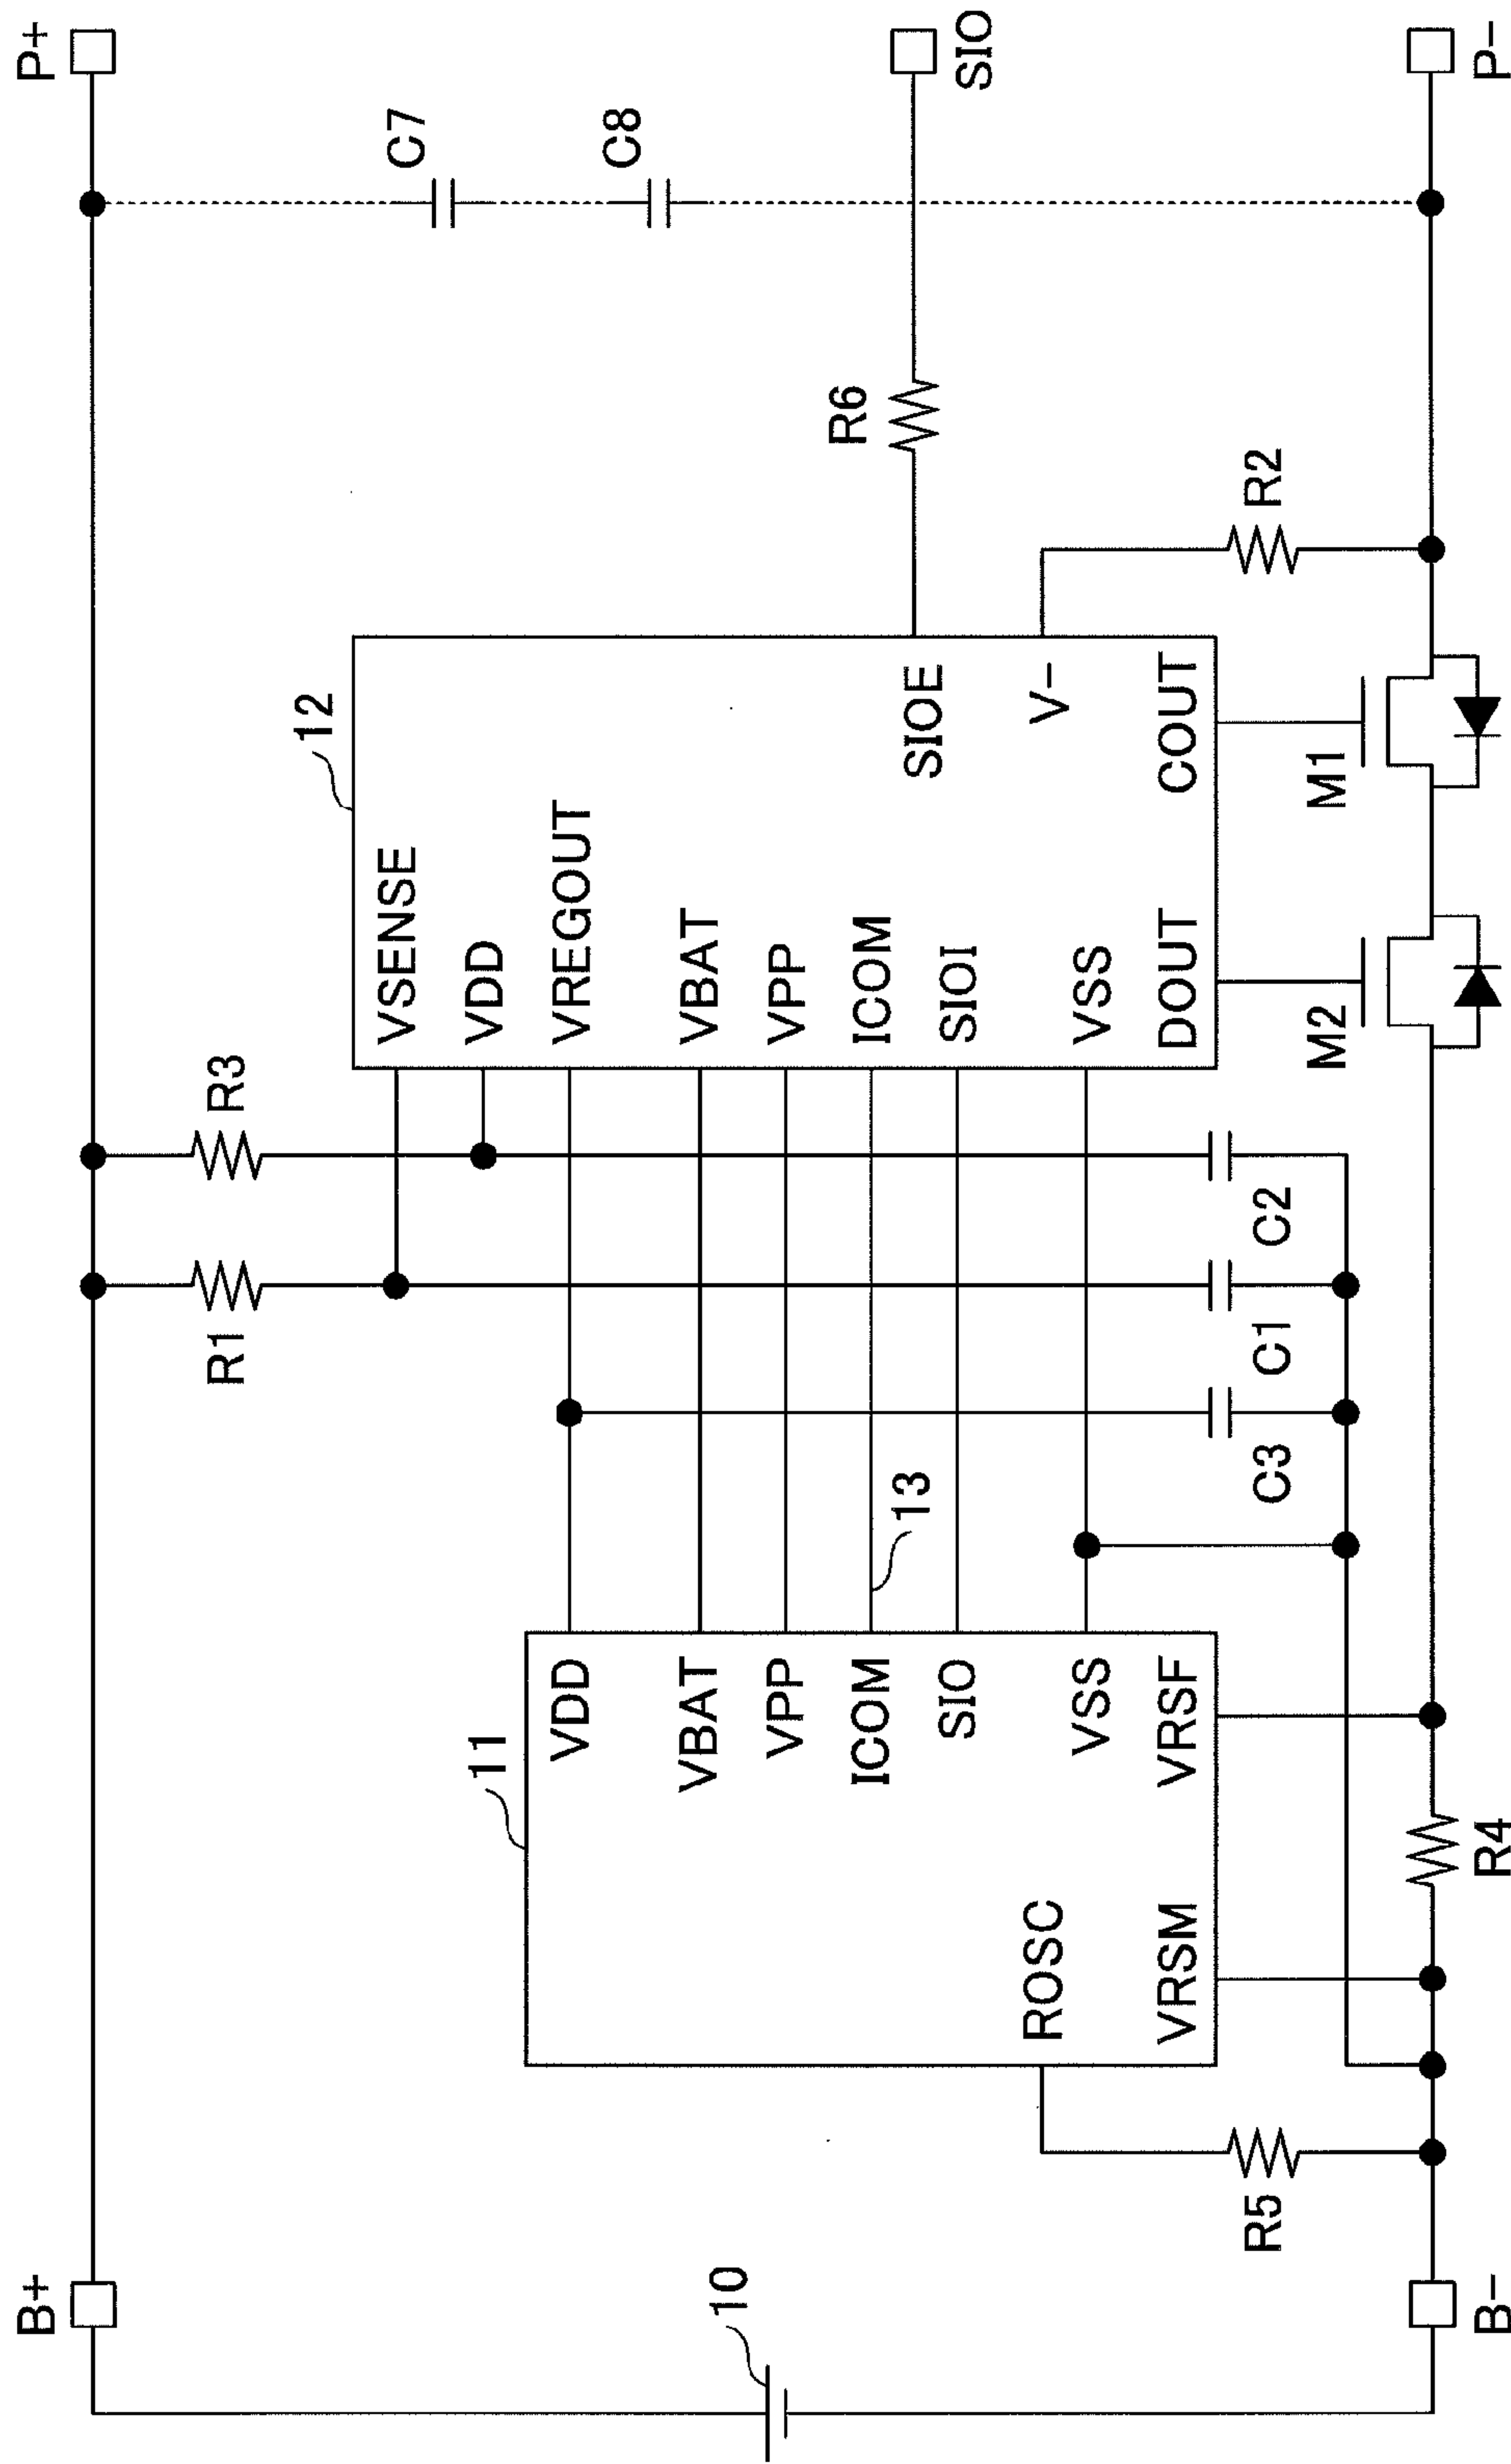 B+
P+
R1
R3
C7
C8
12
VSENSE
VDD
VREGOUT
VBAT
VPP
ICOM
SIOI
VSS
DOUT
COUT
SIOE
V-
R6
SIO
11
VDD
VBAT
VPP
ICOM
SIO
VSS
VRSF
VRSM
ROSC
13
10
C3
C1
C2
R5
R2
M2
M1
B-
R4
P-